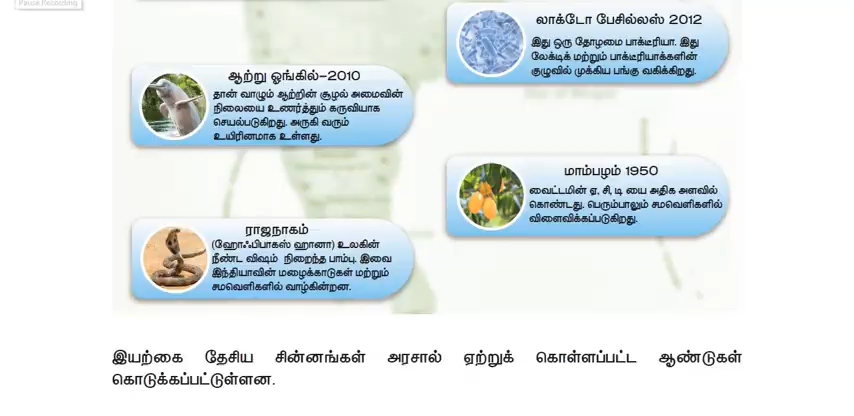 Pause Recording
லாக்டோ பேசில்லஸ் 2012
இது ஒரு தோழமை பாக்டீரியா. இது
லேக்டிக் மற்றும் பாக்டீரியாக்களின்
குழுவில் முக்கிய பங்கு வகிக்கிறது.
ஆற்று ஓங்கில்-2010
தான் வாழும் ஆற்றின் சூழல் அமைவின்
நிலையை உணர்த்தும் கருவியாக
செயல்படுகிறது. அருகி வரும்
உயிரினமாக உள்ளது.
மாம்பழம் 1950
வைட்டமின் ஏ, சி, டி யை அதிக அளவில்
கொண்டது. பெரும்பாலும் சமவெளிகளில்
விளைவிக்கப்படுகிறது.
ராஜநாகம்
(ஹோஃபிபாகஸ் ஹானா) உலகின்
நீண்ட விஷம் நிறைந்த பாம்பு. இவை
இந்தியாவின் மழைக்காடுகள் மற்றும்
சமவெளிகளில் வாழ்கின்றன.
இயற்கை தேசிய சின்னங்கள் அரசால் ஏற்றுக் கொள்ளப்பட்ட ஆண்டுகள்
கொடுக்கப்பட்டுள்ளன.